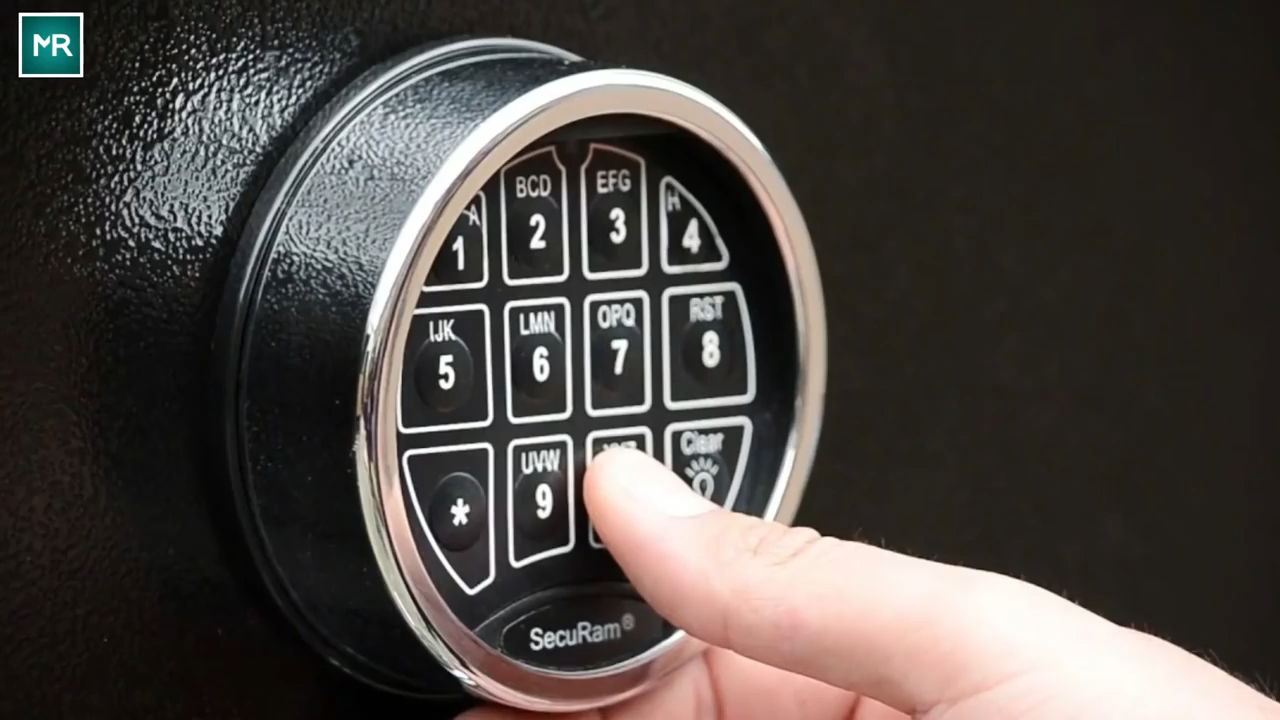 MR
A BCD EFG H
1 2 3 4
IJK LMN OPQ RST
5 6 7 8
UVW Clear
* 9
SecuRam®